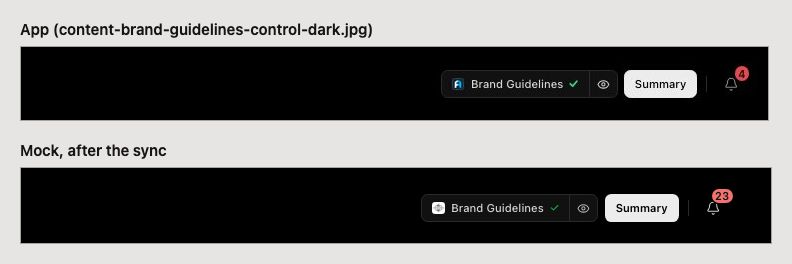 App (content-brand-guidelines-control-dark.jpg)
Brand Guidelines
Summary
4
Mock, after the sync
Brand Guidelines
Summary
23